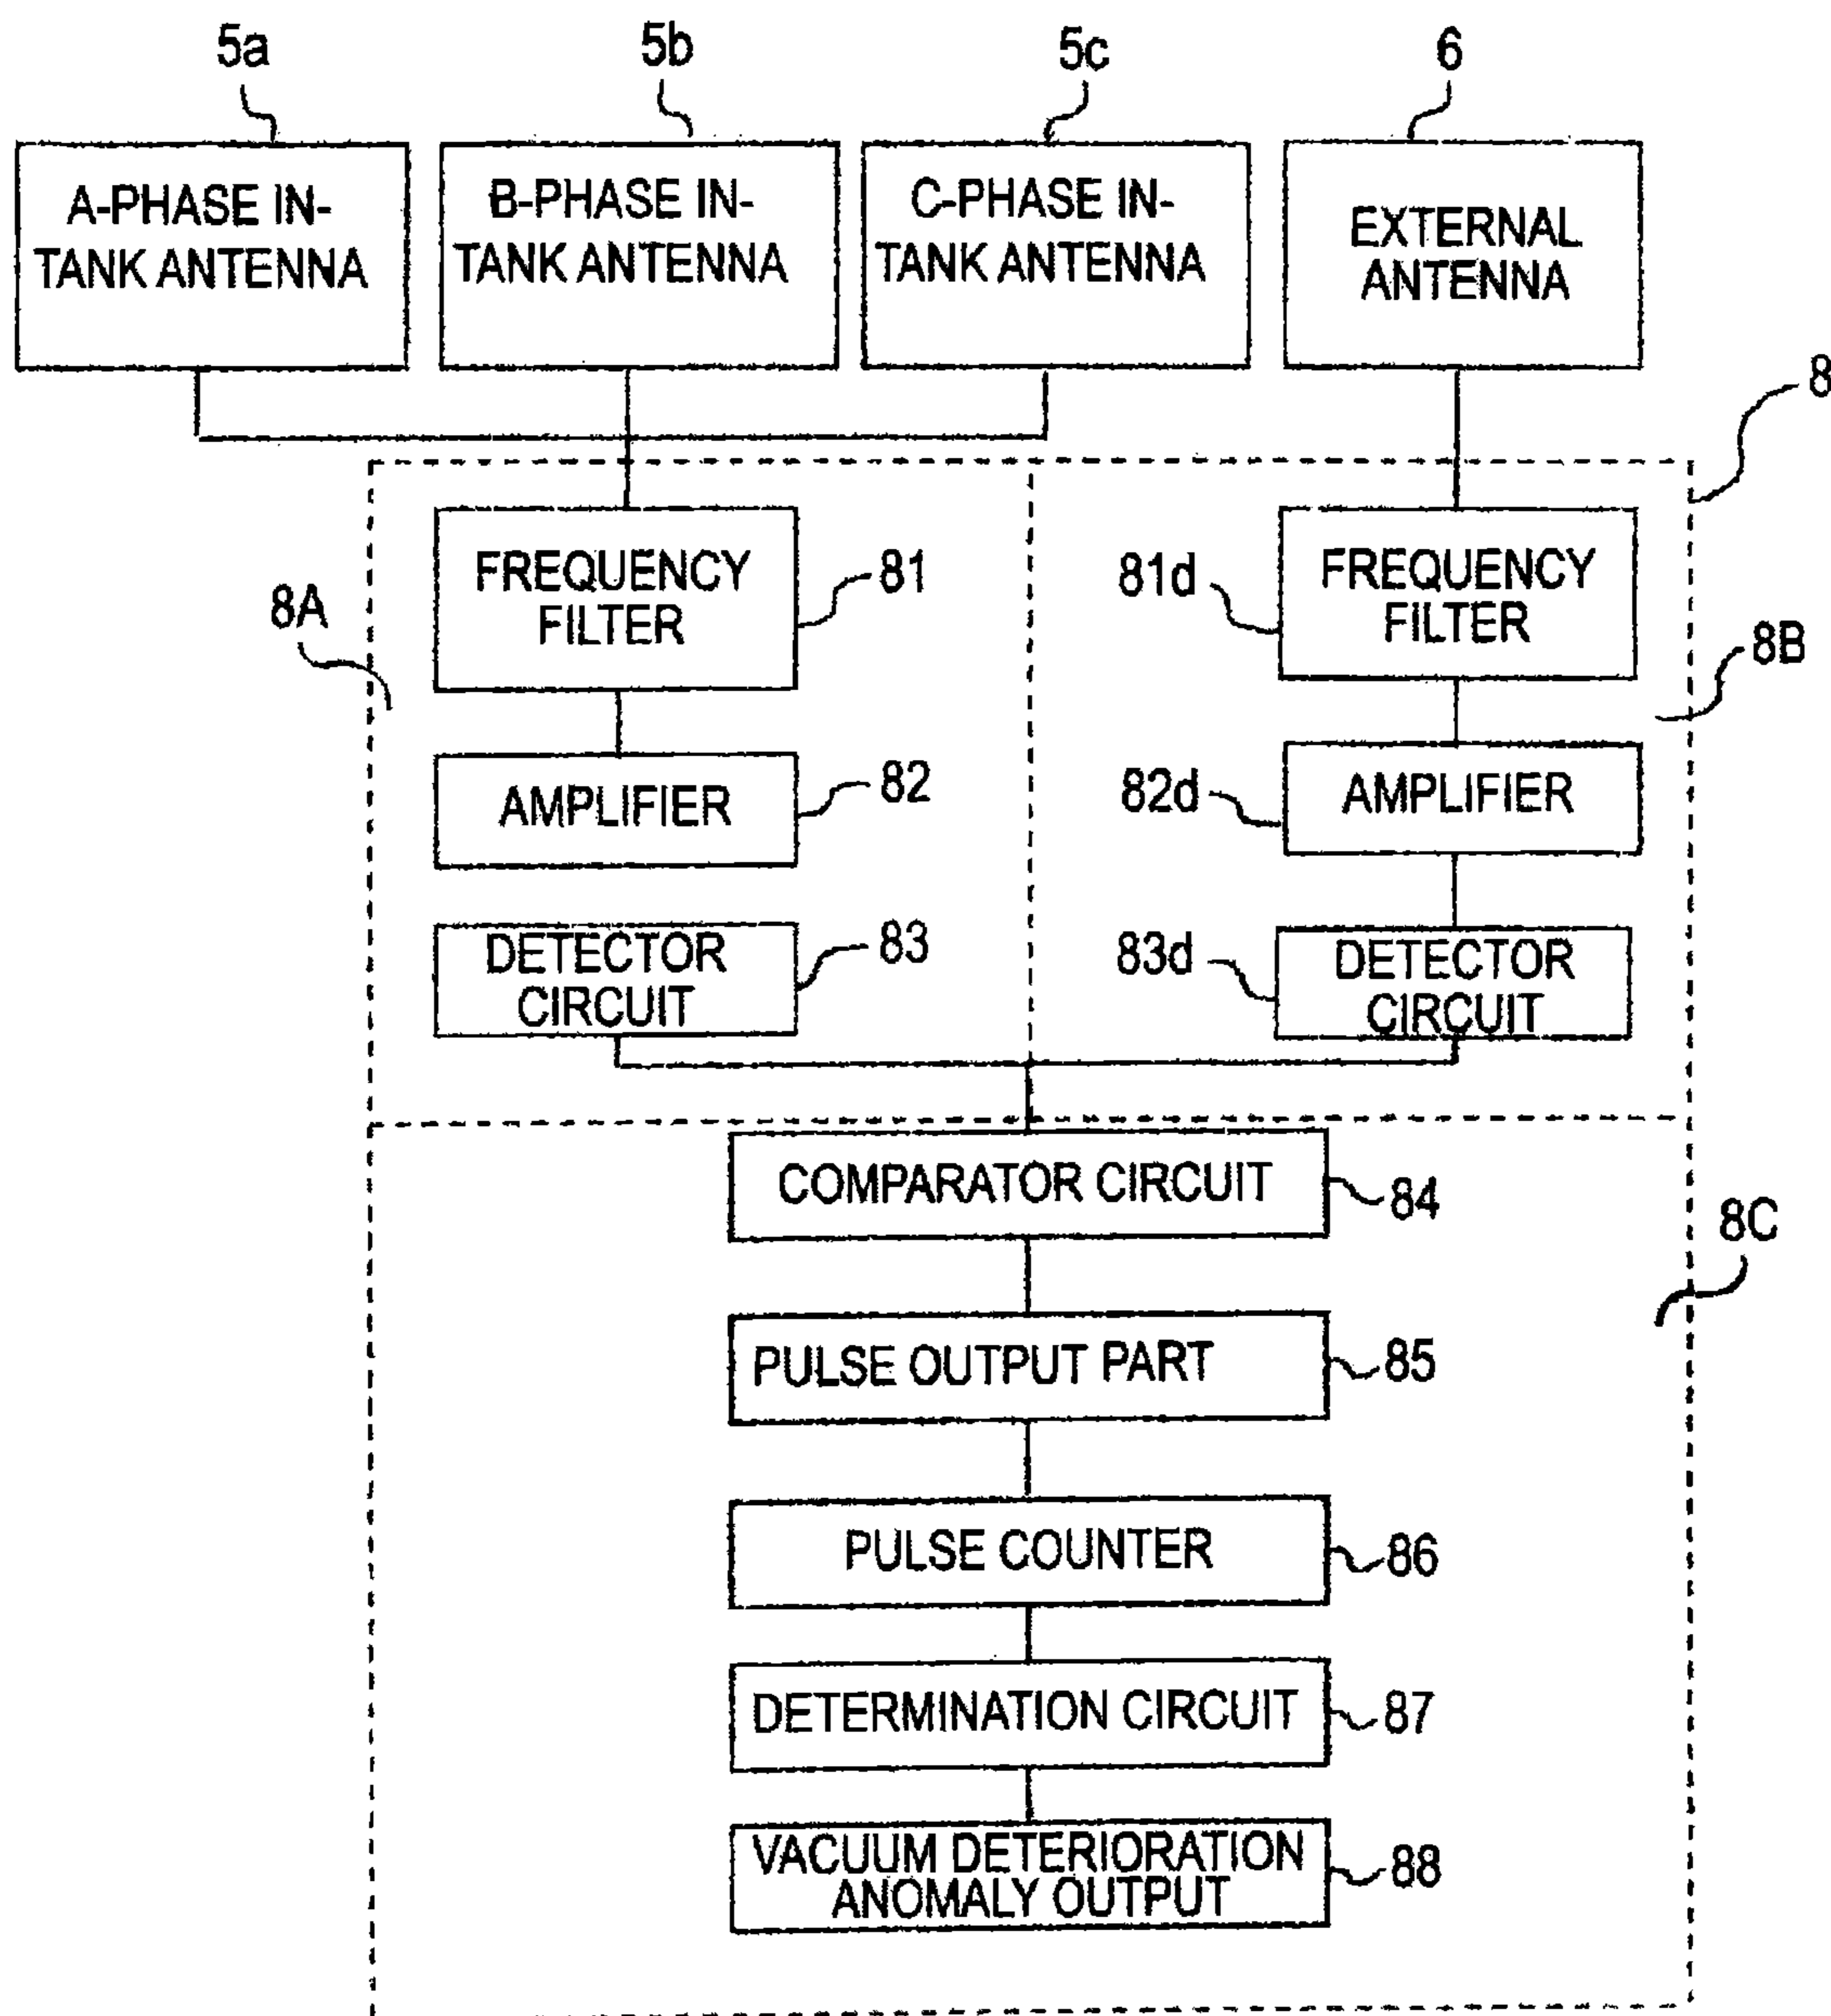 5a
5b
5c
6
A-PHASE IN-
TANK ANTENNA
B-PHASE IN-
TANK ANTENNA
C-PHASE IN-
TANK ANTENNA
EXTERNAL
ANTENNA
8
8A
FREQUENCY
FILTER
81
81d
FREQUENCY
FILTER
8B
AMPLIFIER
82
82d
AMPLIFIER
DETECTOR
CIRCUIT
83
83d
DETECTOR
CIRCUIT
COMPARATOR CIRCUIT
84
8C
PULSE OUTPUT PART
85
PULSE COUNTER
86
DETERMINATION CIRCUIT
87
VACUUM DETERIORATION
ANOMALY OUTPUT
88